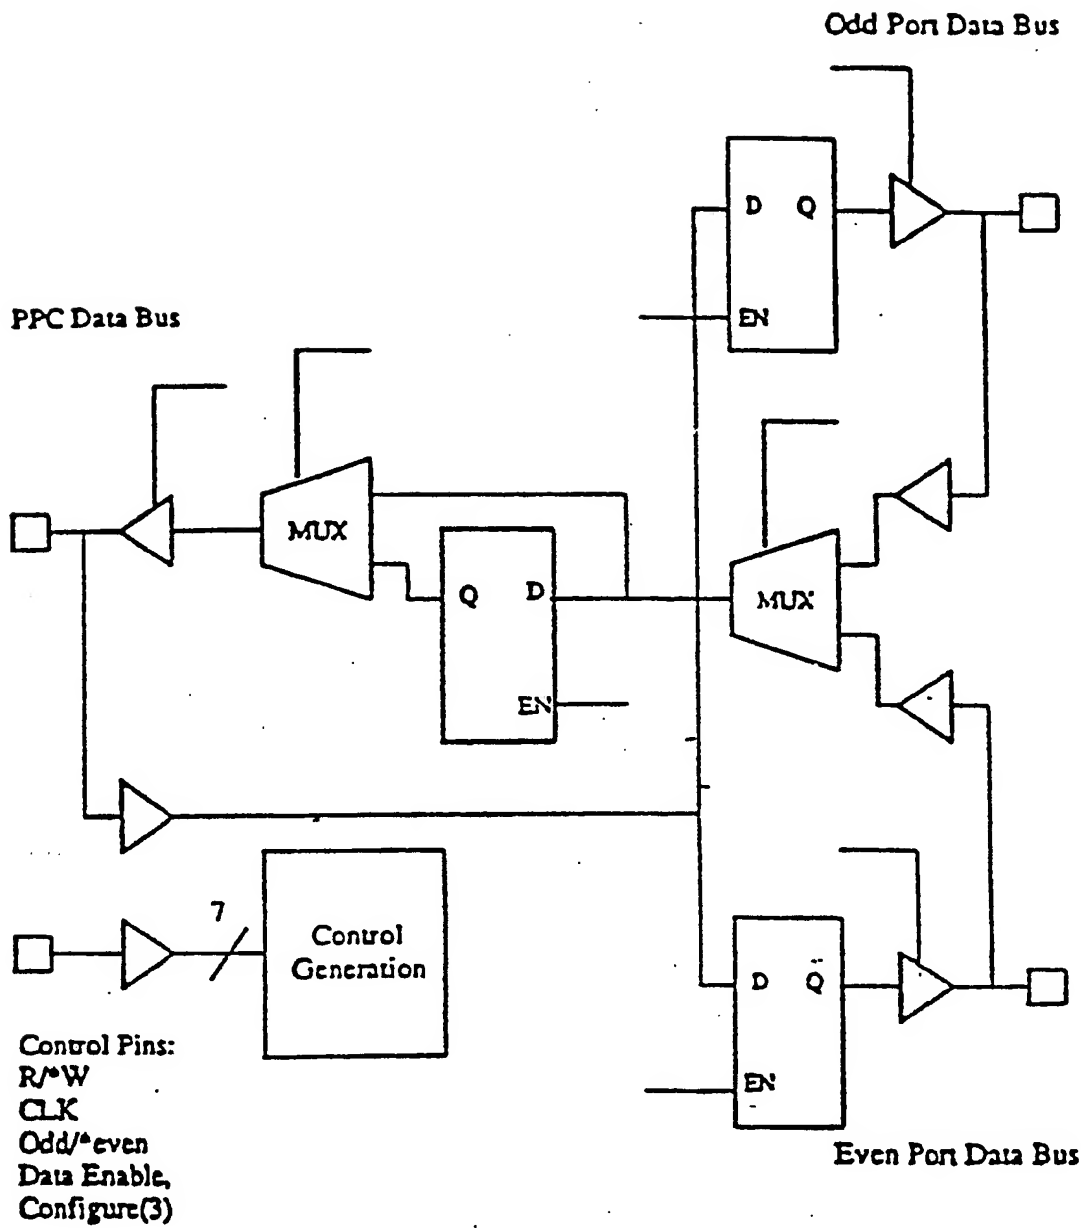 Odd Port Data Bus
D Q
EN
PPC Data Bus
MUX
Q D
EN
MUX
7
Control
Generation
D Q
EN
Control Pins:
R/*W
CLK
Odd/*even
Data Enable,
Configure(3)
Even Port Data Bus